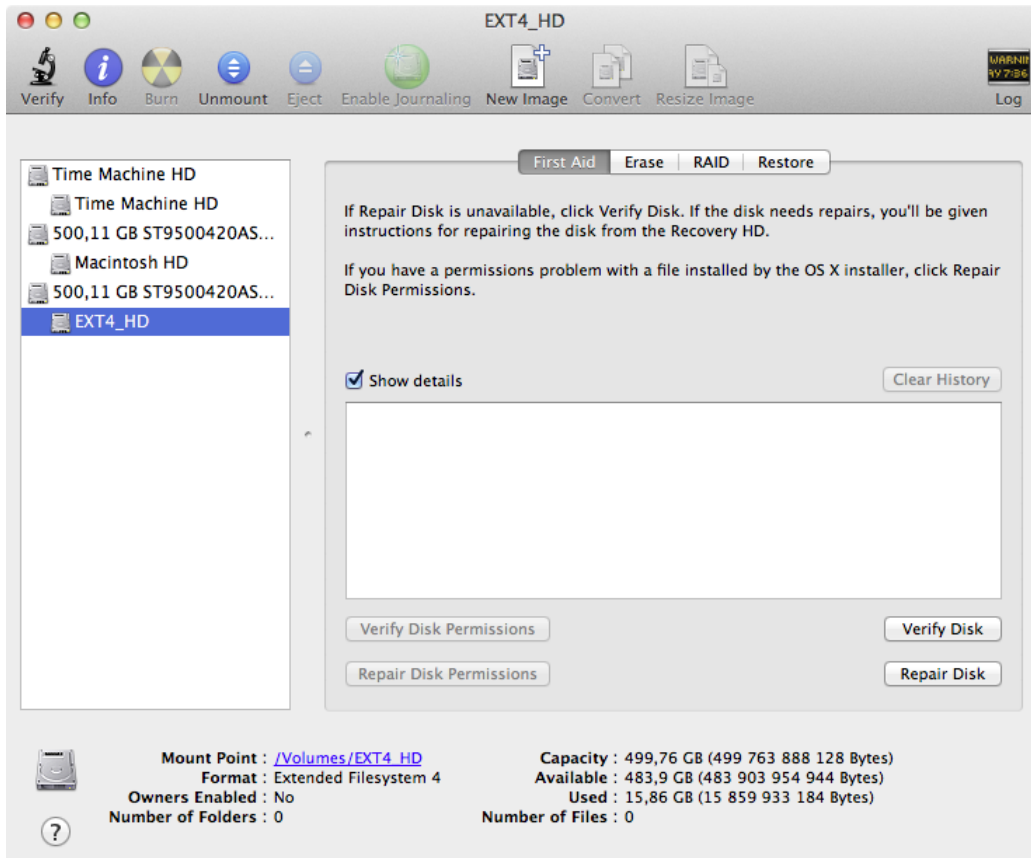 EXT4_HD
Verify Info Burn Unmount Eject Enable Journaling New Image Convert Resize Image Log
WARNIN
AY 7:36
First Aid Erase RAID Restore
Time Machine HD
Time Machine HD
500,11 GB ST9500420AS...
Macintosh HD
500,11 GB ST9500420AS...
EXT4_HD
If Repair Disk is unavailable, click Verify Disk. If the disk needs repairs, you'll be given
instructions for repairing the disk from the Recovery HD.
If you have a permissions problem with a file installed by the OS X installer, click Repair
Disk Permissions.
Show details
Clear History
Verify Disk Permissions
Verify Disk
Repair Disk Permissions
Repair Disk
Mount Point : /Volumes/EXT4_HD
Format : Extended Filesystem 4
Owners Enabled : No
Number of Folders : 0
Capacity : 499,76 GB (499 763 888 128 Bytes)
Available : 483,9 GB (483 903 954 944 Bytes)
Used : 15,86 GB (15 859 933 184 Bytes)
Number of Files : 0
?